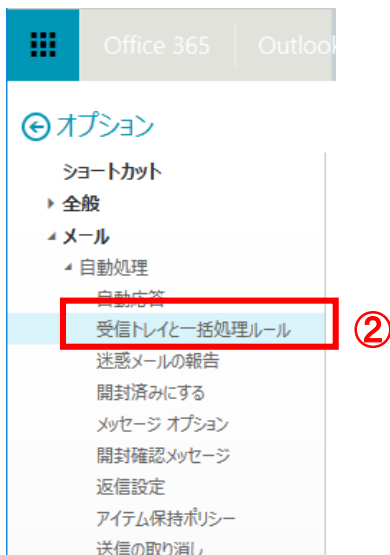 Office 365 Outloo
オプション
ショートカット
全般
メール
自動処理
自動応答
受信トレイと一括処理ルール
②
迷惑メールの報告
開封済みにする
メッセージ オプション
開封確認メッセージ
返信設定
アイテム保持ポリシー
送信の取り消し